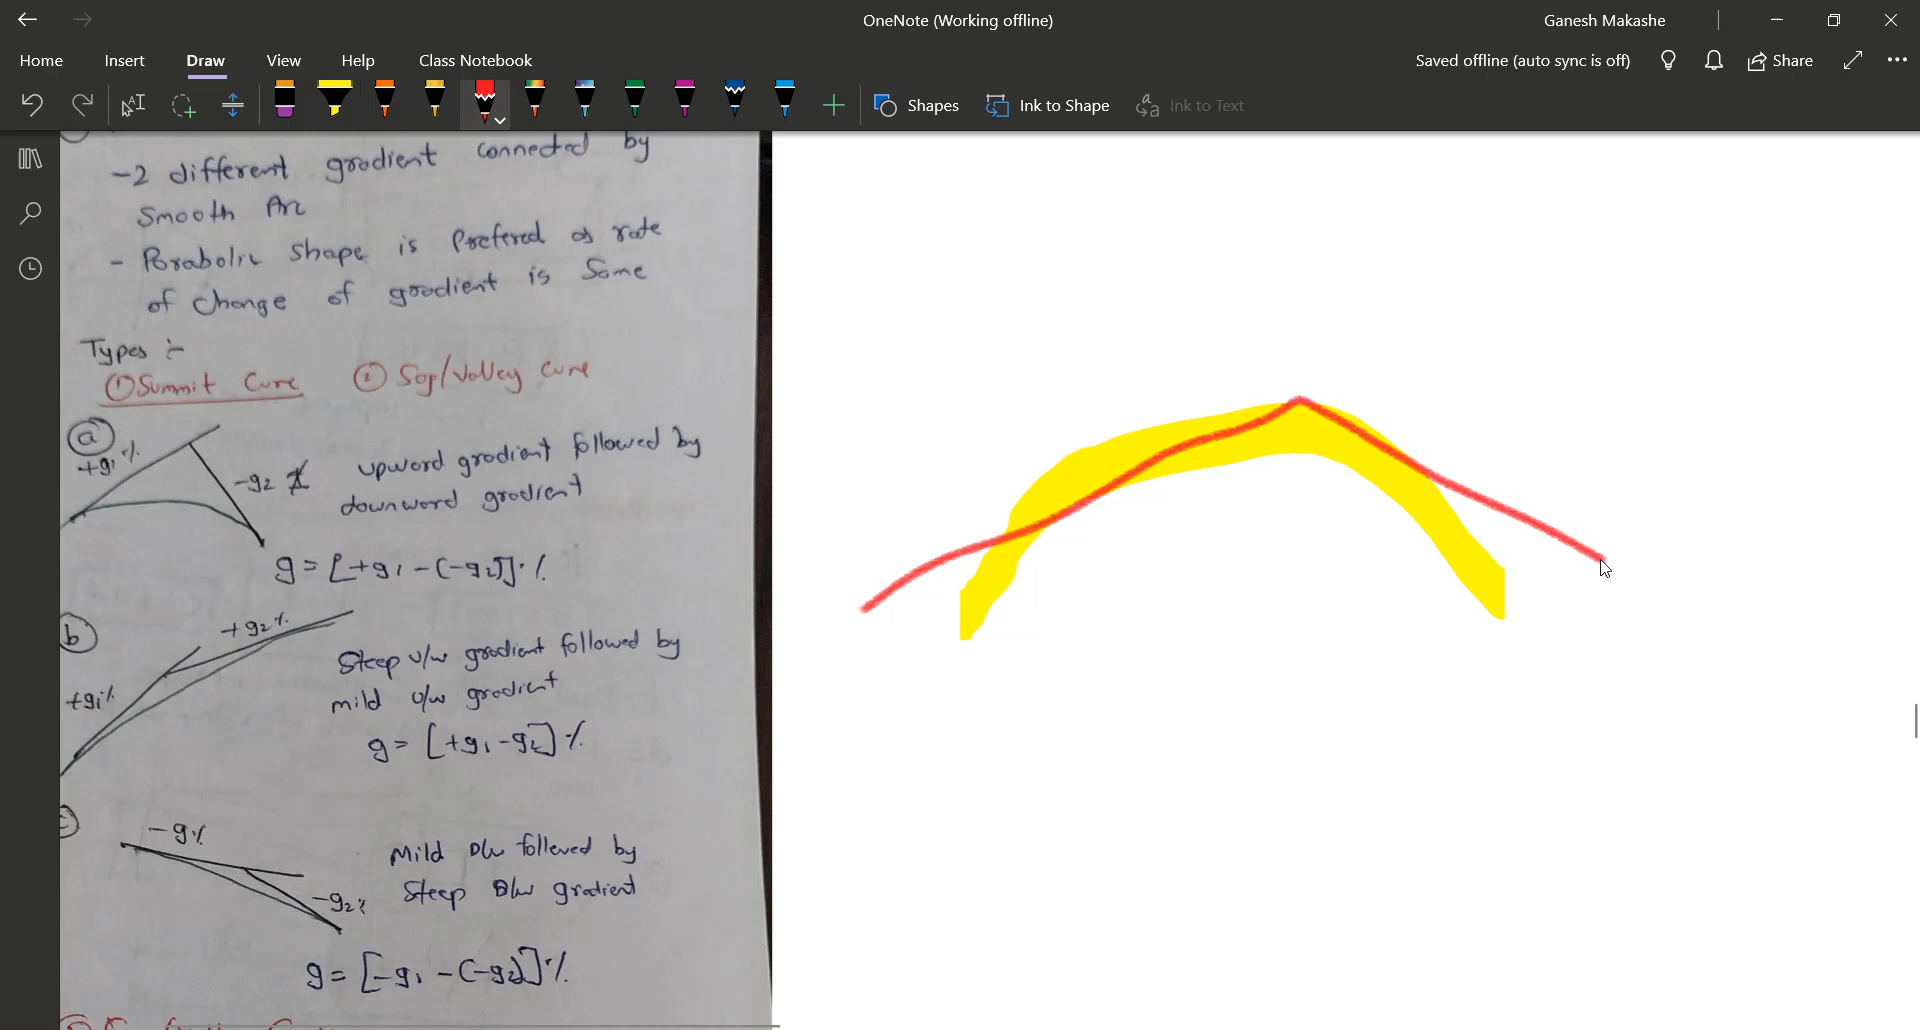 OneNote (Working offline)
Ganesh Makashe
Home Insert Draw View Help Class Notebook
Saved offline (auto sync is off) Share
Shapes Ink to Shape Ink to Text
-2 different gradient connected by
Smooth Arc
- Parabolic shape is Prefered as rate
of change of gradient is Same
Types :-
① Summit Curve ② Sag/Valley Curve
a
+g₁%
-g₂ %
upword gradient followed by
downword gradient
g = [+g₁ - (-g₂)]%
b
+g₂%
+g₁%
Steep u/w gradient followed by
mild u/w gradient
g = [+g₁ - g₂]%
c
-g%
-g₂%
Mild D/w followed by
Steep D/w gradient
g = [-g₁ - (-g₂)]%